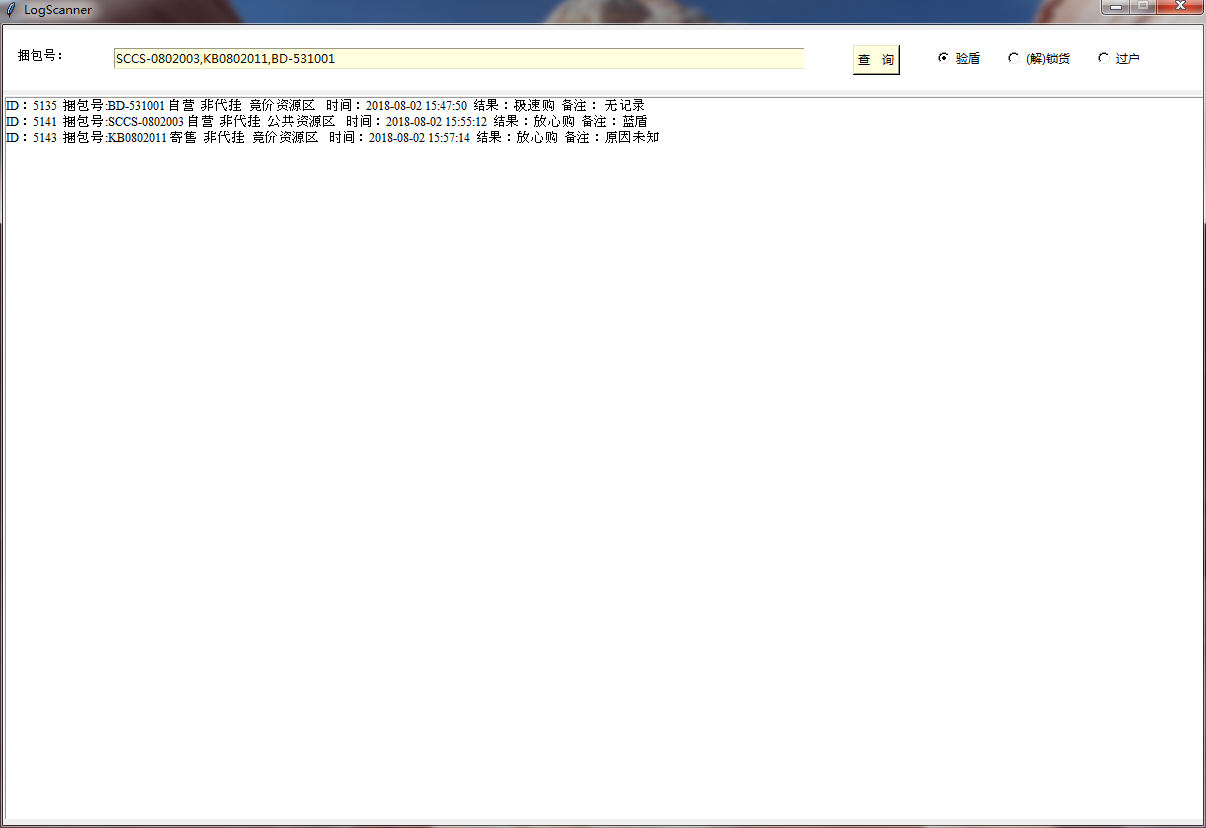 LogScanner
捆包号：
SCCS-0802003,KB0802011,BD-531001
查 询
验盾
(解)锁货
过户
ID：5135 捆包号:BD-531001 自营 非代挂 竟价资源区 时间：2018-08-02 15:47:50 结果：极速购 备注： 无记录
ID：5141 捆包号:SCCS-0802003 自营 非代挂 公共资源区 时间：2018-08-02 15:55:12 结果：放心购 备注：蓝盾
ID：5143 捆包号:KB0802011 寄售 非代挂 竟价资源区 时间：2018-08-02 15:57:14 结果：放心购 备注：原因未知